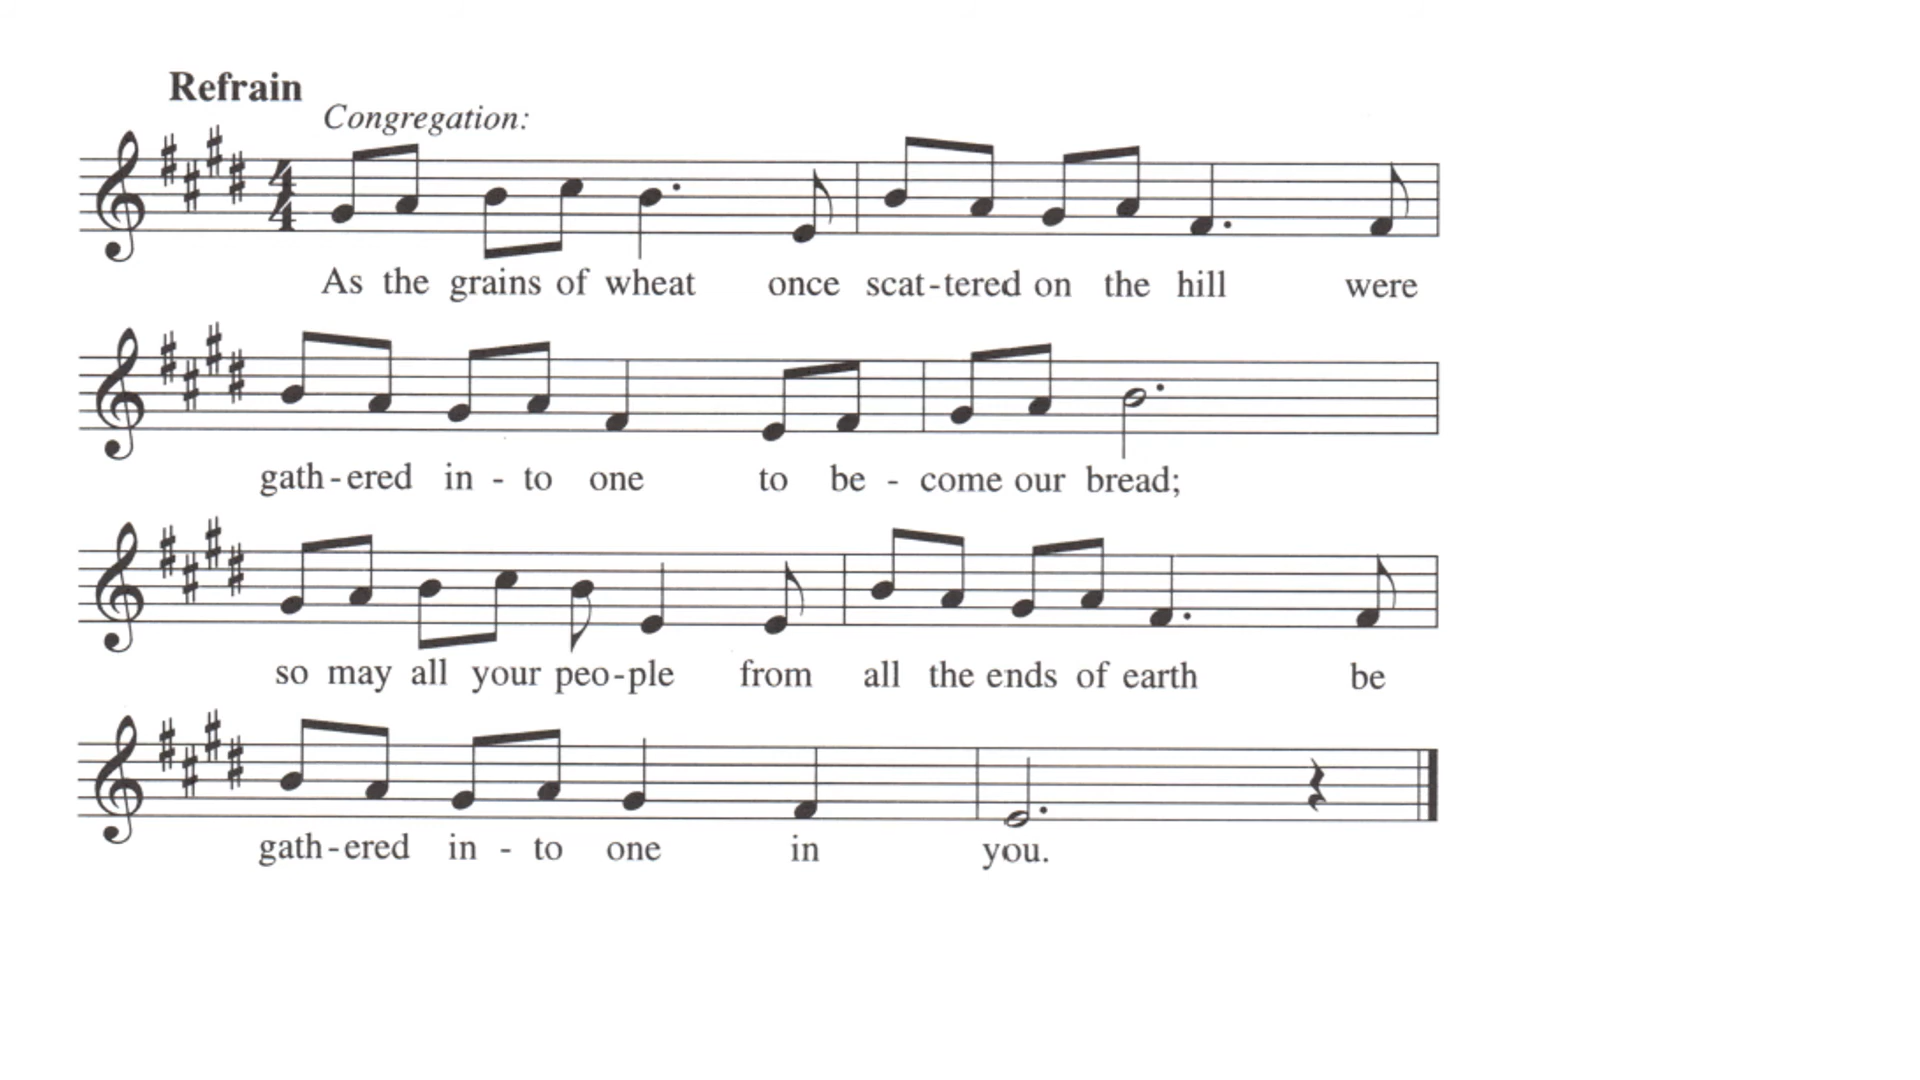 Refrain
Congregation:
As the grains of wheat once scat-tered on the hill were
gath-ered in - to one to be - come our bread;
so may all your peo-ple from all the ends of earth be
gath-ered in - to one in you.